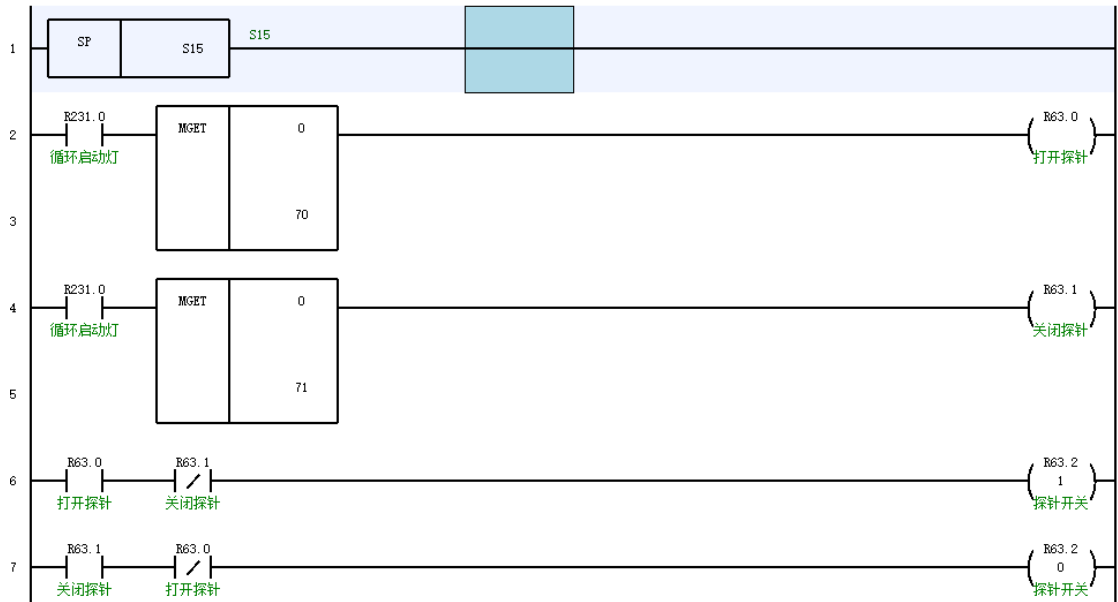 1
SP S15 S15
R231.0 MGET 0 R63.0
2
循环启动灯 打开探针
3 70
R231.0 MGET 0 R63.1
4
循环启动灯 关闭探针
5 71
R63.0 R63.1 R63.2
6 1
打开探针 关闭探针 探针开关
R63.1 R63.0 R63.2
7 0
关闭探针 打开探针 探针开关